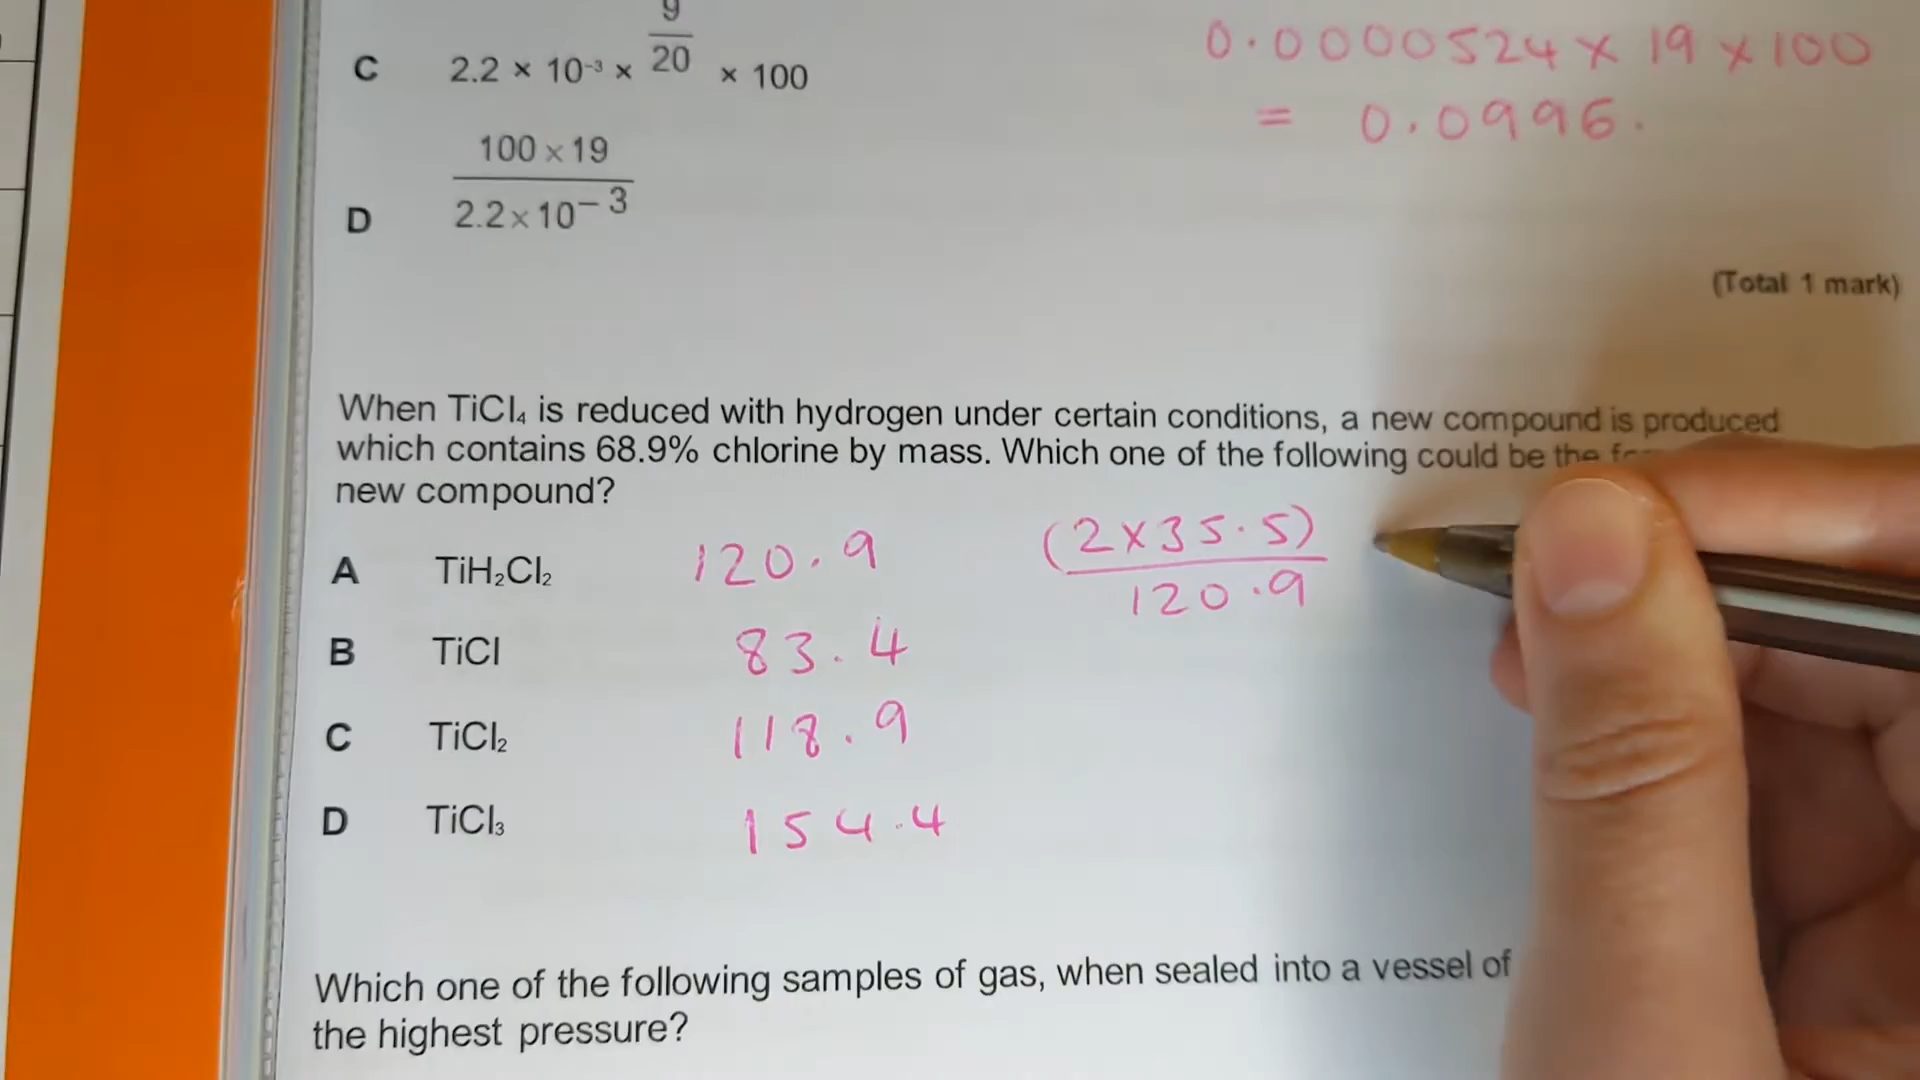 9
C 2.2 × 10⁻³ × 20 × 100
0.0000524 × 19 × 100
= 0.0996.
100 × 19
D 2.2 × 10⁻³
(Total 1 mark)
When TiCl₄ is reduced with hydrogen under certain conditions, a new compound is produced
which contains 68.9% chlorine by mass. Which one of the following could be the
new compound?
A TiH₂Cl₂ 120.9 (2×35.5)
120.9
B TiCl 83.4
C TiCl₂ 118.9
D TiCl₃ 154.4
Which one of the following samples of gas, when sealed into a vessel of
the highest pressure?